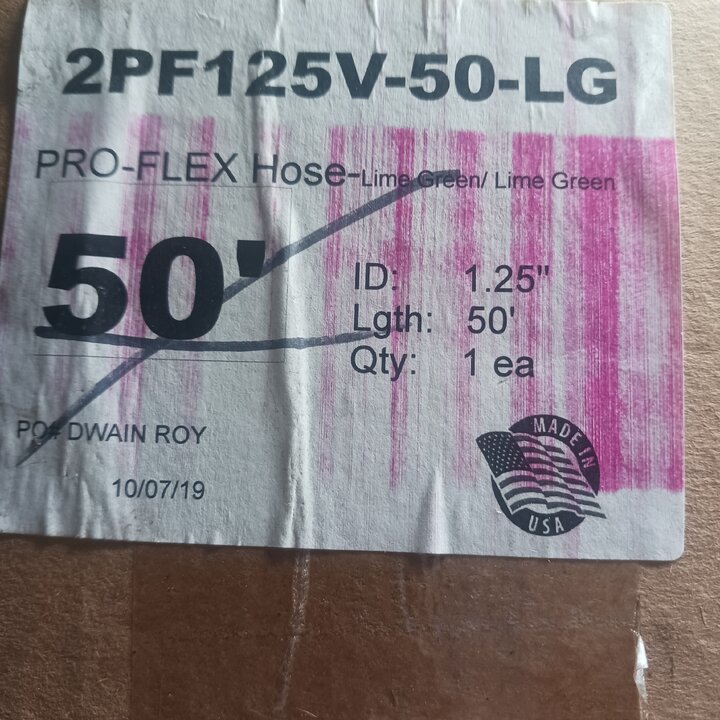 2PF125V-50-LG
PRO-FLEX Hose-Lime Green/ Lime Green
50'
ID: 1.25"
Lgth: 50'
Qty: 1 ea
PO# DWAIN ROY
10/07/19
MADE IN
USA